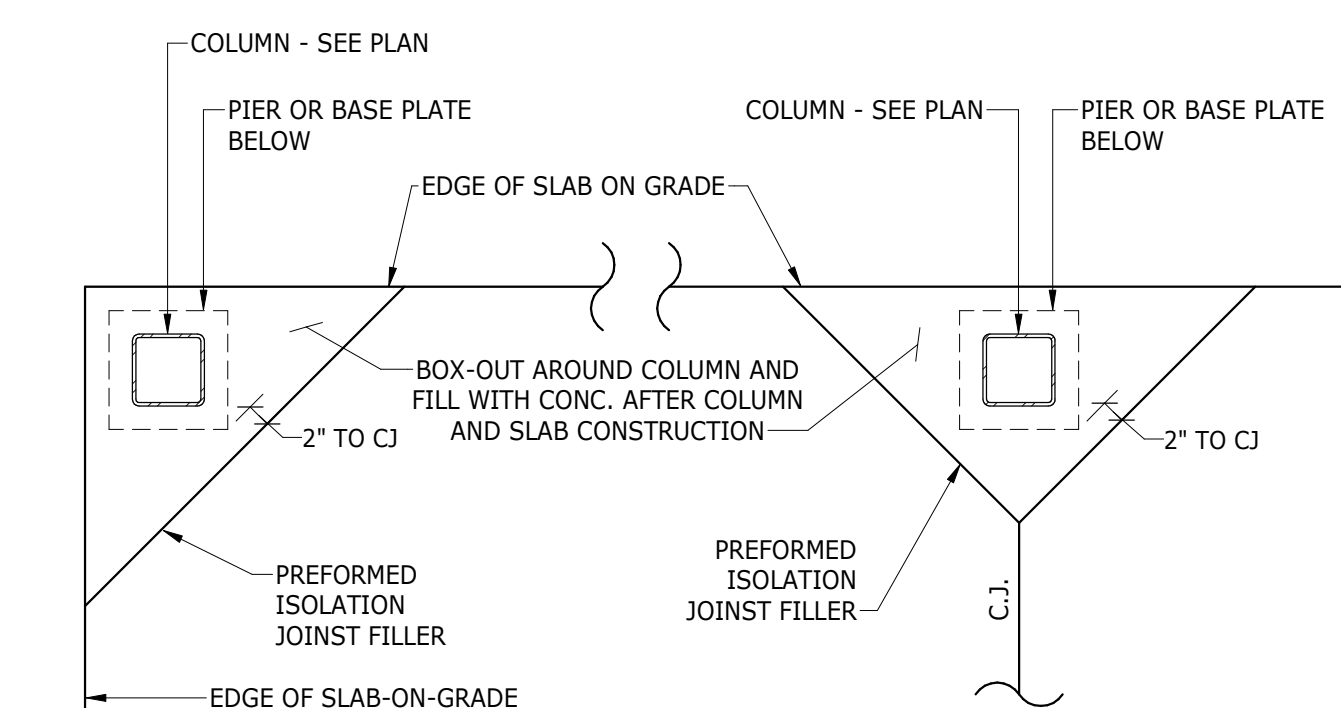 COLUMN - SEE PLAN
PIER OR BASE PLATE
BELOW
COLUMN - SEE PLAN
PIER OR BASE PLATE
BELOW
EDGE OF SLAB ON GRADE
BOX-OUT AROUND COLUMN AND
FILL WITH CONC. AFTER COLUMN
AND SLAB CONSTRUCTION
2" TO CJ
2" TO CJ
PREFORMED
ISOLATION
JOINST FILLER
PREFORMED
ISOLATION
JOINST FILLER
C.J.
EDGE OF SLAB-ON-GRADE